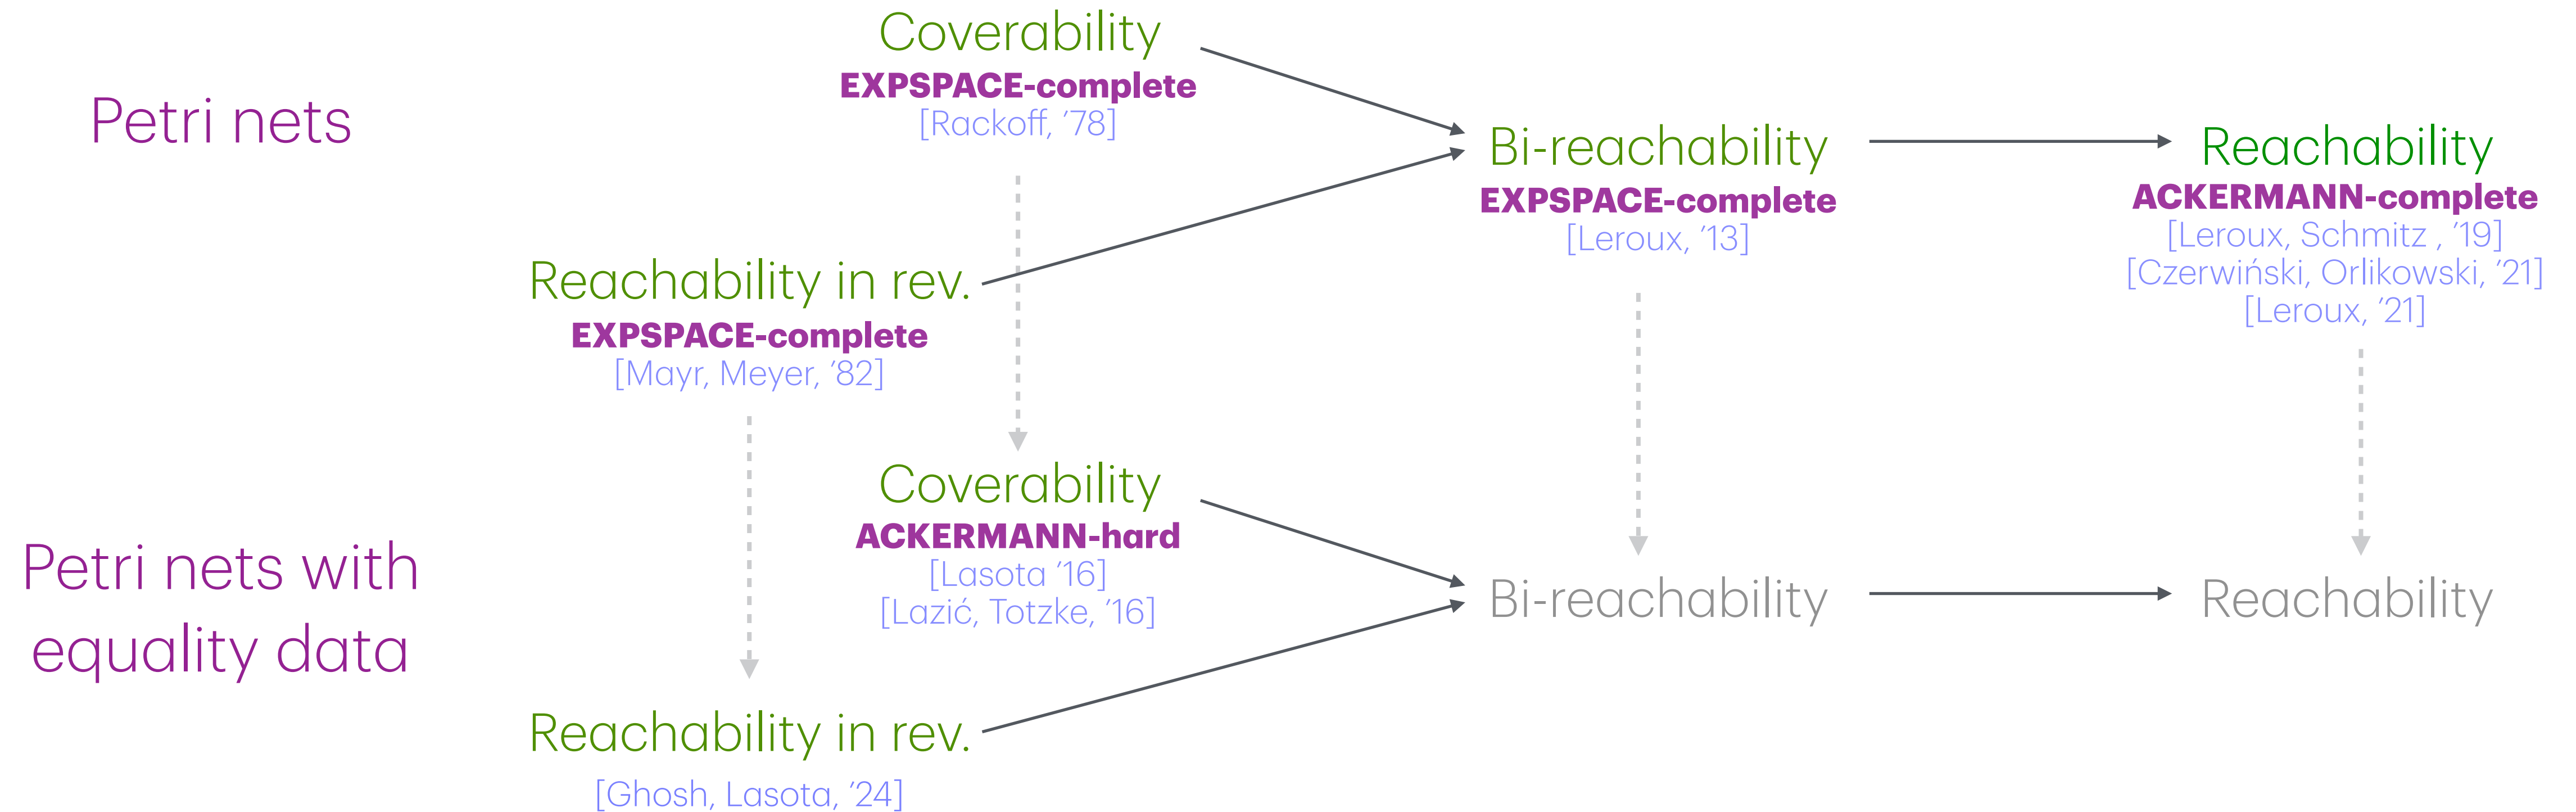 Petri nets
Coverability
EXPSPACE-complete
[Rackoff, ’78]
Reachability in rev.
EXPSPACE-complete
[Mayr, Meyer, ’82]
Bi-reachability
EXPSPACE-complete
[Leroux, ’13]
Reachability
ACKERMANN-complete
[Leroux, Schmitz , ’19]
[Czerwiński, Orlikowski, ’21]
[Leroux, ’21]
Petri nets with
equality data
Coverability
ACKERMANN-hard
[Lasota ’16]
[Lazić, Totzke, ’16]
Reachability in rev.
[Ghosh, Lasota, ’24]
Bi-reachability
Reachability